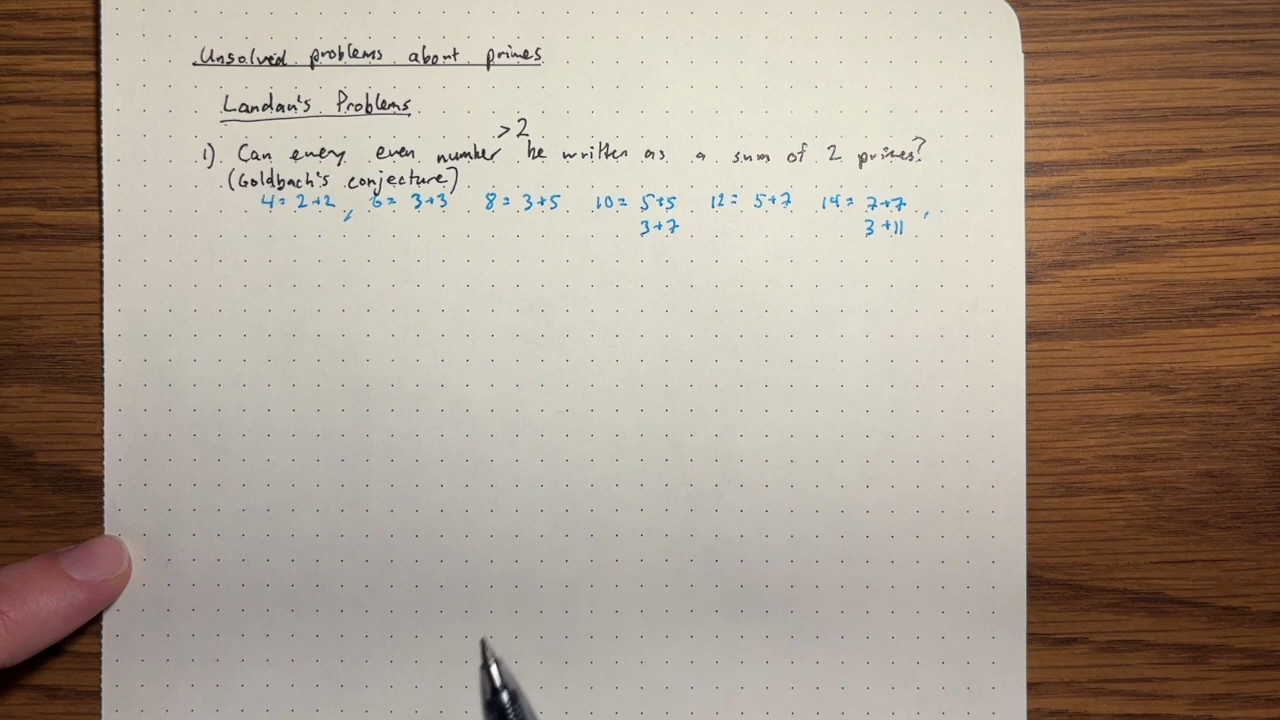 Unsolved problems about primes
Landau's Problems
>2
1) Can every even number be written as a sum of 2 primes?
(Goldbach's conjecture)
4 = 2+2, 6 = 3+3 8 = 3+5 10 = 5+5 12 = 5+7 14 = 7+7,
3+7 3+11